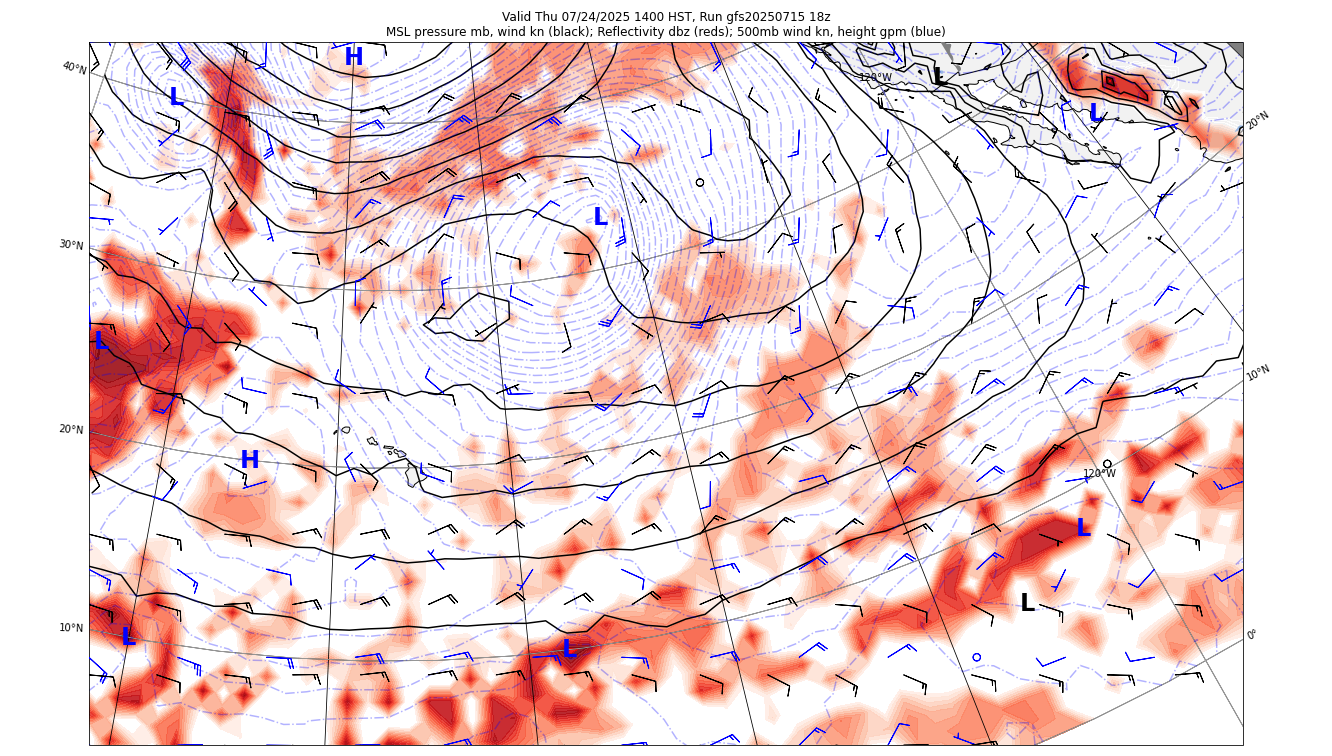 Valid Thu 07/24/2025 1400 HST, Run gfs20250715 18z
MSL pressure mb, wind kn (black); Reflectivity dbz (reds); 500mb wind kn, height gpm (blue)
H
40°N
L
120°W
L
L
L
20°N
L
30°N
L
10°N
20°N
H
120°W
L
L
10°N
L
0°
L